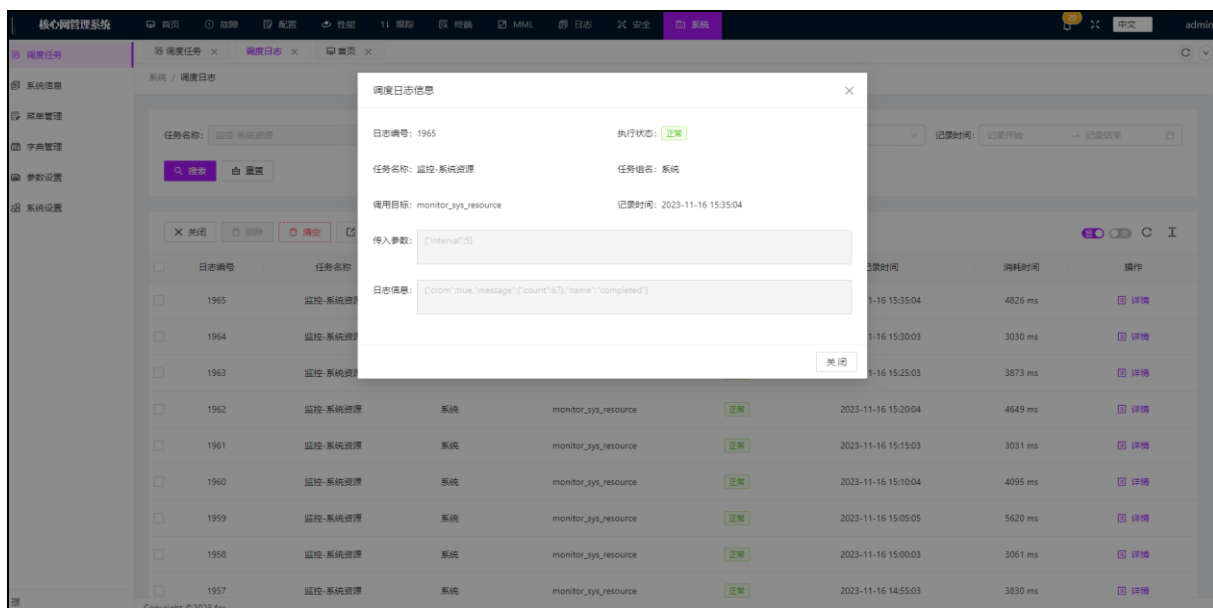 核心网管理系统 首页 故障 配置 性能 跟踪 终端 MML 日志 安全 系统 20 中文 admin
调度任务 调度任务 × 调度日志 × 首页 ×
系统信息 系统 / 调度日志
菜单管理
字典管理
参数设置
系统设置
任务名称: 监控-系统资源 记录时间: 记录开始 → 记录结束
搜索 重置
关闭 删除 清空
日志编号 任务名称 记录时间 消耗时间 操作
调度日志信息
日志编号: 1965 执行状态: 正常
任务名称: 监控-系统资源 任务组名: 系统
调用目标: monitor_sys_resource 记录时间: 2023-11-16 15:35:04
传入参数: {"interval":5}
日志信息: {"cron":true,"message":{"count":67},"name":"completed"}
关闭
1965 监控-系统资 1-16 15:35:04 4826 ms 详情
1964 监控-系统资 1-16 15:30:03 3030 ms 详情
1963 监控-系统资 1-16 15:25:03 3873 ms 详情
1962 监控-系统资源 系统 monitor_sys_resource 正常 2023-11-16 15:20:04 4649 ms 详情
1961 监控-系统资源 系统 monitor_sys_resource 正常 2023-11-16 15:15:03 3031 ms 详情
1960 监控-系统资源 系统 monitor_sys_resource 正常 2023-11-16 15:10:04 4095 ms 详情
1959 监控-系统资源 系统 monitor_sys_resource 正常 2023-11-16 15:05:05 5620 ms 详情
1958 监控-系统资源 系统 monitor_sys_resource 正常 2023-11-16 15:00:03 3061 ms 详情
1957 监控-系统资源 系统 monitor_sys_resource 正常 2023-11-16 14:55:03 3830 ms 详情
Copyright ©2023 for